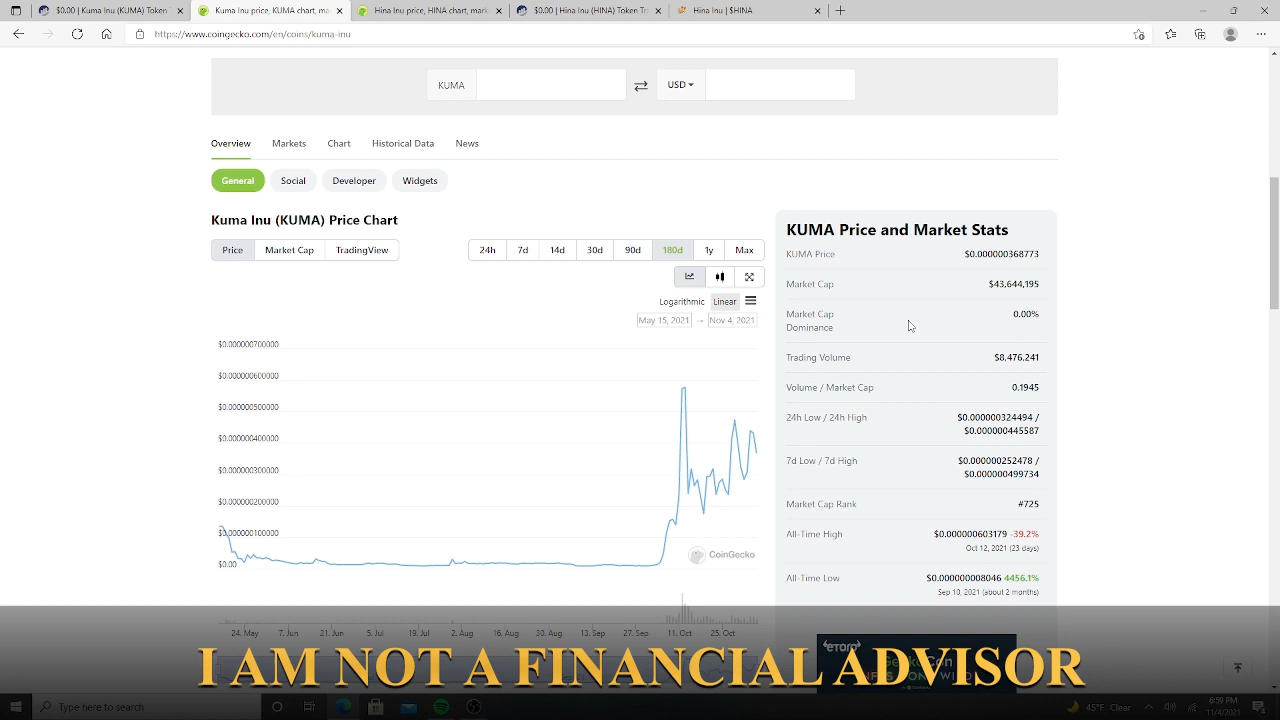 $0.00 | Kuma Inu (KUMA) Token T
Kuma Inu price, KUMA chart, ma
Hina Inu price, HINA chart, mark
$0.00 | Hina Inu (HINA) Token Tr
Hina Inu | $HINA
https://www.coingecko.com/en/coins/kuma-inu
KUMA
USD
Overview
Markets
Chart
Historical Data
News
General
Social
Developer
Widgets
Kuma Inu (KUMA) Price Chart
Price
Market Cap
TradingView
24h
7d
14d
30d
90d
180d
1y
Max
Logarithmic
Linear
May 15, 2021 → Nov 4, 2021
$0.000000700000
$0.000000600000
$0.000000500000
$0.000000400000
$0.000000300000
$0.000000200000
$0.000000100000
$0.00
CoinGecko
24. May
7. Jun
21. Jun
5. Jul
19. Jul
2. Aug
16. Aug
30. Aug
13. Sep
27. Sep
11. Oct
25. Oct
KUMA Price and Market Stats
KUMA Price $0.000000368773
Market Cap $43,644,195
Market Cap Dominance 0.00%
Trading Volume $8,476,241
Volume / Market Cap 0.1945
24h Low / 24h High $0.000000324494 /
$0.000000445587
7d Low / 7d High $0.000000252478 /
$0.000000499734
Market Cap Rank #725
All-Time High $0.000000603179 -39.2%
Oct 12, 2021 (23 days)
All-Time Low $0.000000008046 4456.1%
Sep 10, 2021 (about 2 months)
eToro
I AM NOT A FINANCIAL ADVISOR
Type here to search
45°F Clear
6:59 PM
11/4/2021